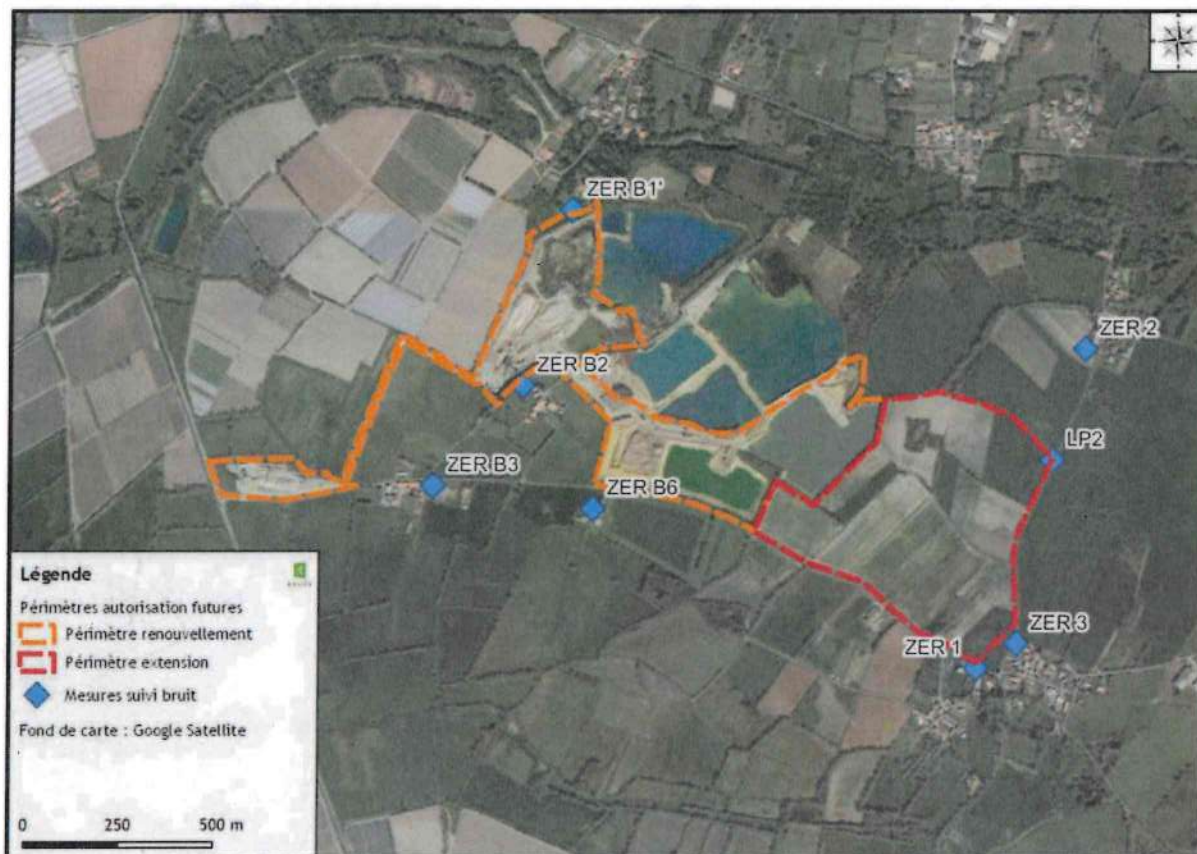 ZER B1'
ZER 2
ZER B2
LP2
ZER B3
ZER B6
ZER 3
ZER 1
Légende
Périmètres autorisation futures
Périmètre renouvellement
Périmètre extension
Mesures suivi bruit
Fond de carte : Google Satellite
0 250 500 m